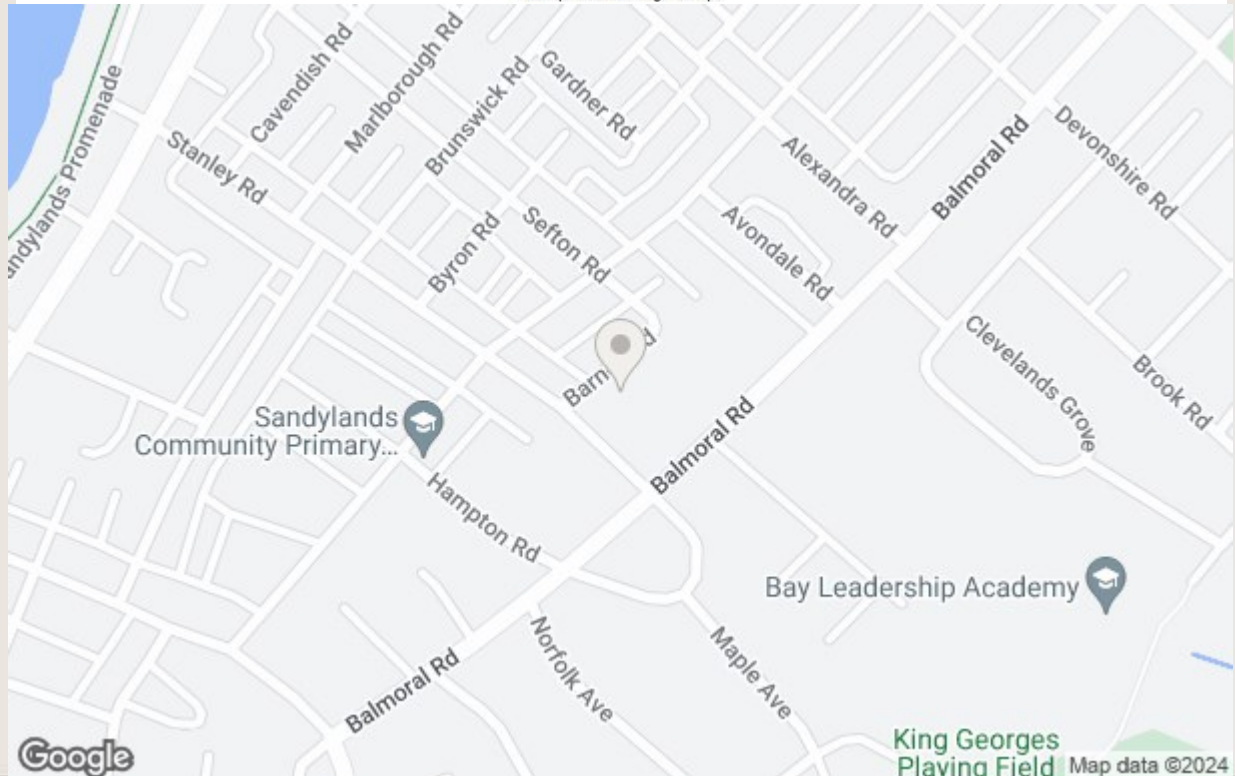 Cavendish Rd
Marlborough Rd
Brunswick Rd
Gardner Rd
Stanley Rd
andylands Promenade
Byron Rd
Sefton Rd
Avondale Rd
Alexandra Rd
Balmoral Rd
Devonshire Rd
Clevelands Grove
Brook Rd
Barn
Sandylands
Community Primary...
Balmoral Rd
Hampton Rd
Bay Leadership Academy
Norfolk Ave
Maple Ave
Balmoral Rd
King Georges
Playing Field
Google
Map data ©2024